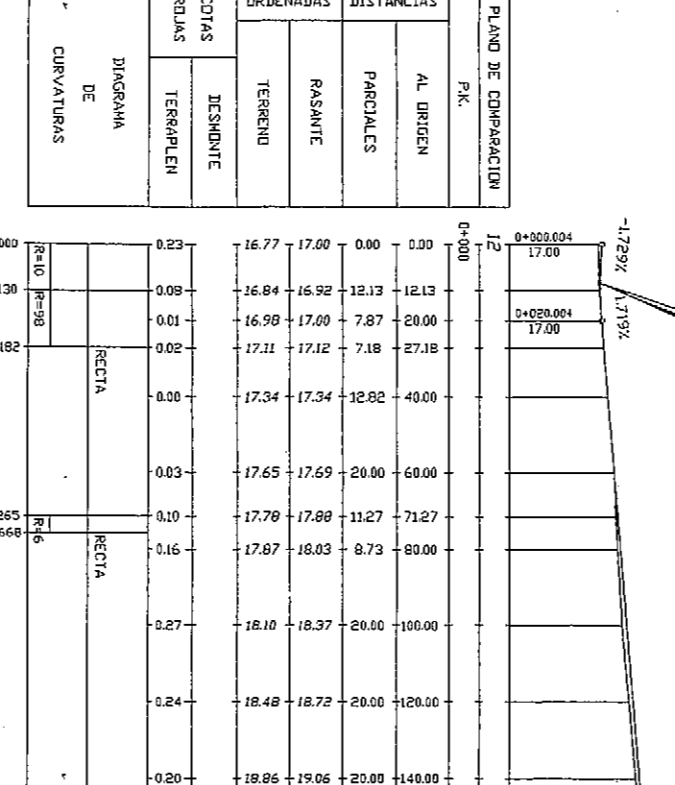 PLANO DE COMPARACION 12
P.K. 0+000
DISTANCIAS
AL ORIGEN 0.00 12.13 20.00 27.18 40.00 60.00 71.27 80.00 100.00 120.00 140.00
PARCIALES 0.00 12.13 7.87 7.18 12.82 20.00 11.27 8.73 20.00 20.00 20.00
ORDENADAS
RASANTE 17.00 16.92 17.00 17.12 17.34 17.69 17.88 18.03 18.37 18.72 19.06
TERRENO 16.77 16.84 16.98 17.11 17.34 17.65 17.78 17.87 18.10 18.48 18.86
COTAS
ROJAS
DESMONTE
TERRAPLEN 0.23 0.09 0.01 0.02 0.00 0.03 0.10 0.16 0.27 0.24 0.20
DIAGRAMA
DE
CURVATURAS
R=10 R=98 RECTA R=6 RECTA
000 130 182 265 668
0+000.004
17.00
0+020.004
17.00
-1.729%
1.719%